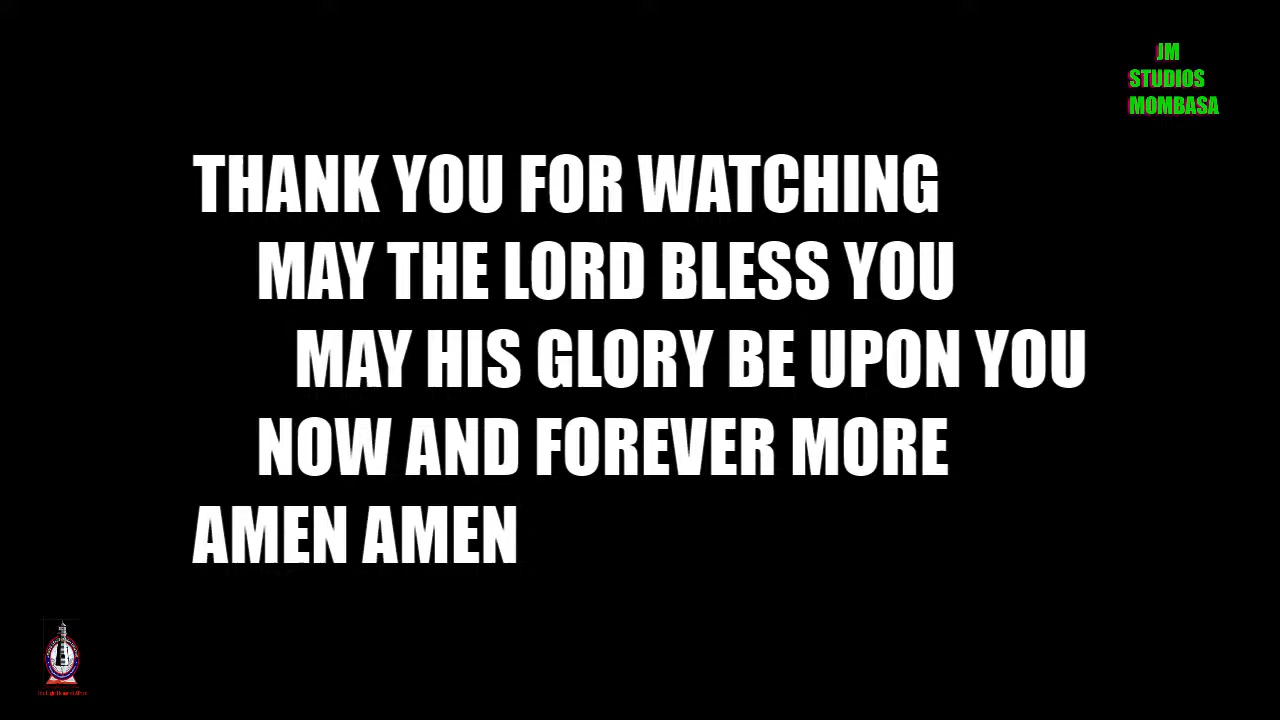 JM
STUDIOS
MOMBASA
THANK YOU FOR WATCHING
MAY THE LORD BLESS YOU
MAY HIS GLORY BE UPON YOU
NOW AND FOREVER MORE
AMEN AMEN